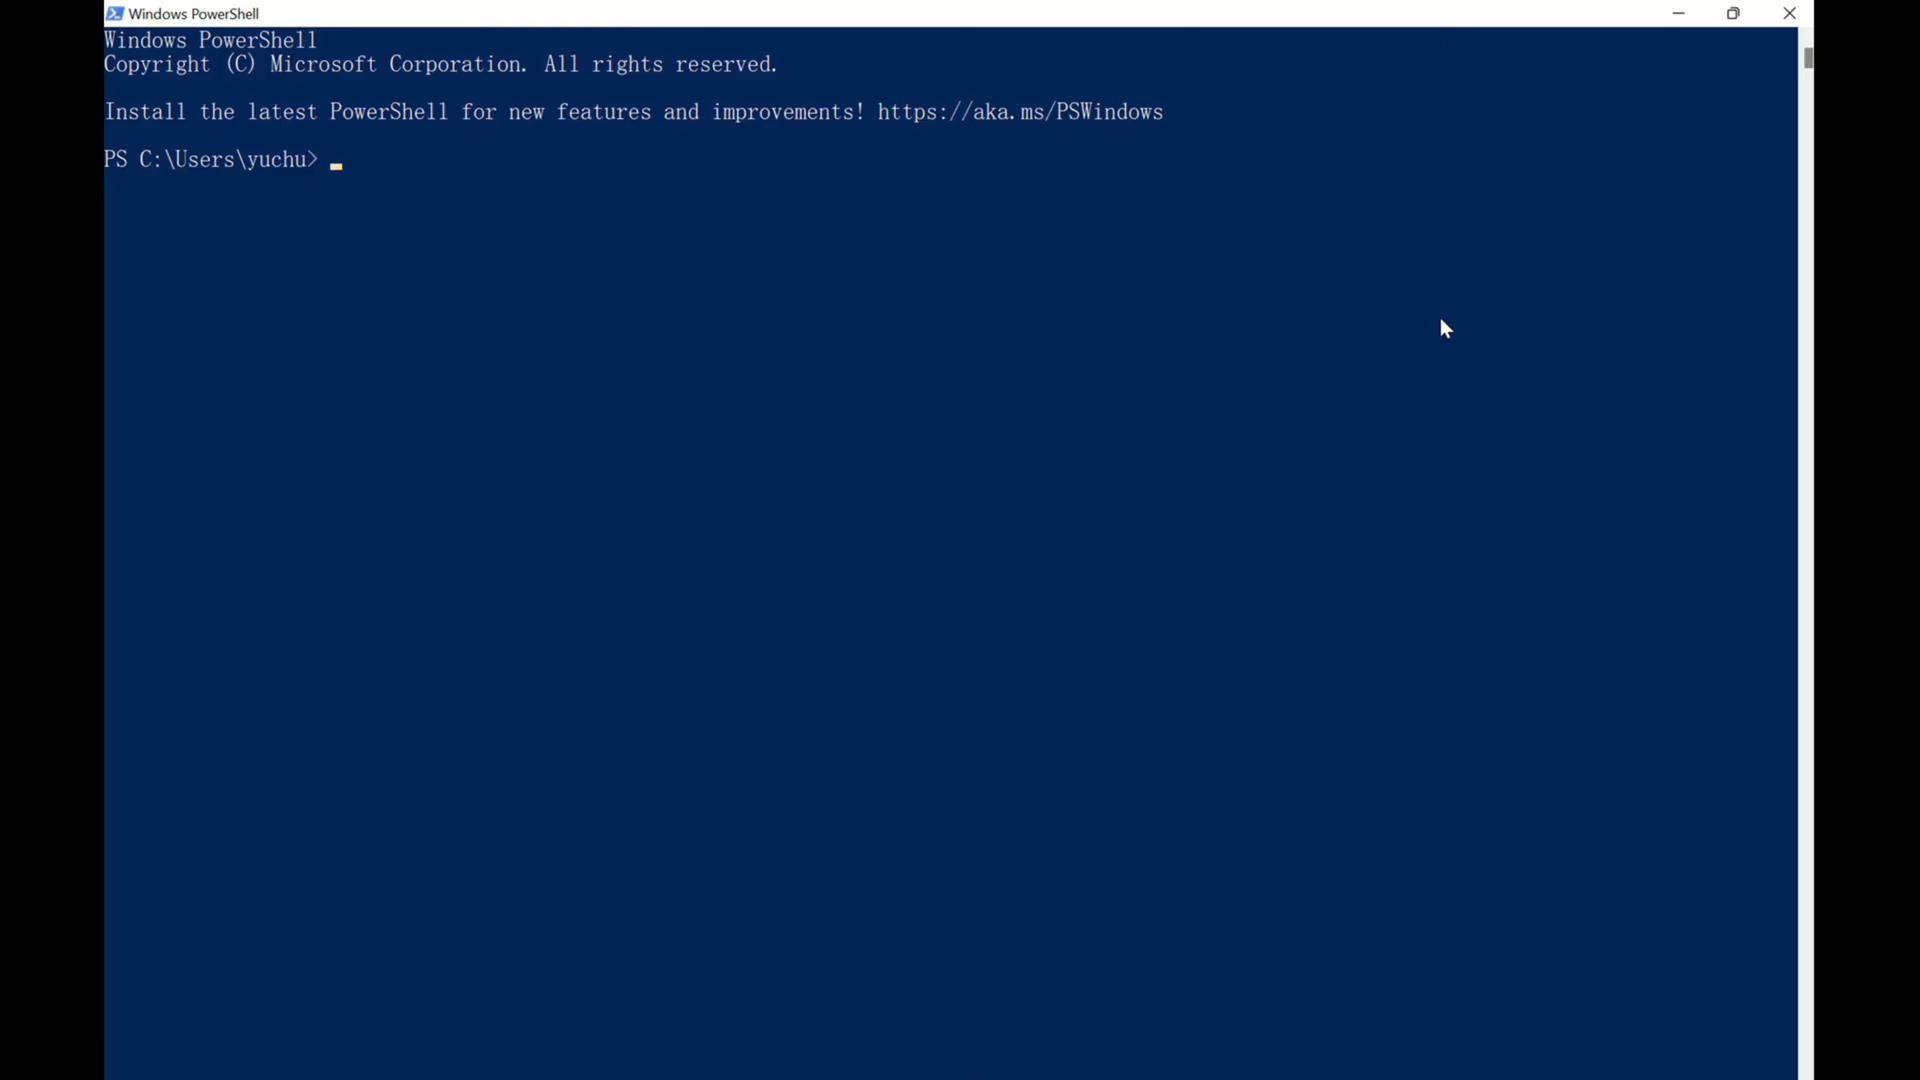 Windows PowerShell
Windows PowerShell
Copyright (C) Microsoft Corporation. All rights reserved.
Install the latest PowerShell for new features and improvements! https://aka.ms/PSWindows
PS C:\Users\yuchu>